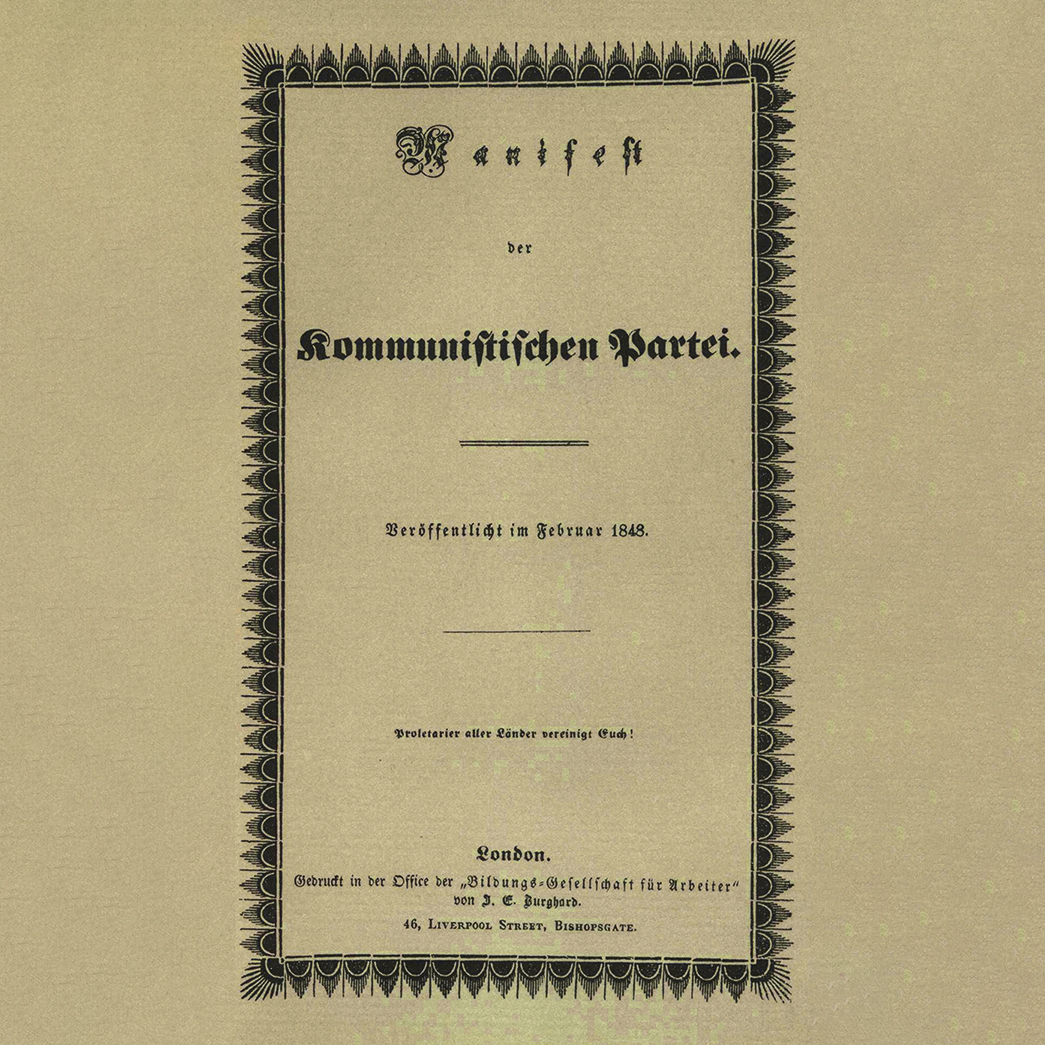 Manifest
der
Kommunistischen Partei.
Veröffentlicht im Februar 1848.
Proletarier aller Länder vereinigt Euch!
London.
Gedruckt in der Office der „Bildungs-Gesellschaft für Arbeiter“
von J. E. Burghard.
46, LIVERPOOL STREET, BISHOPSGATE.